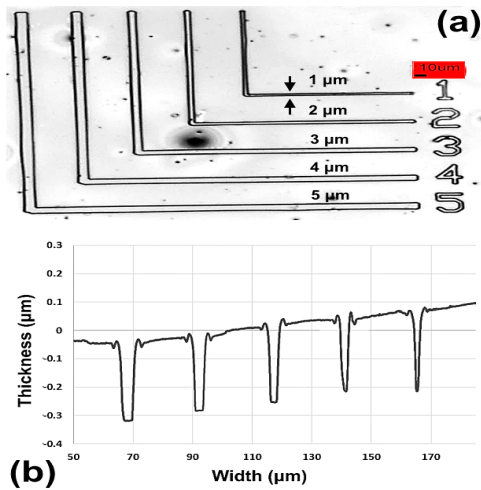 (a)
10um
1 µm
1
2 µm
2
3 µm
3
4 µm
4
5 µm
5
0.3
0.2
0.1
0
-0.1
-0.2
-0.3
-0.4
Thickness (µm)
50 70 90 110 130 150 170
Width (µm)
(b)